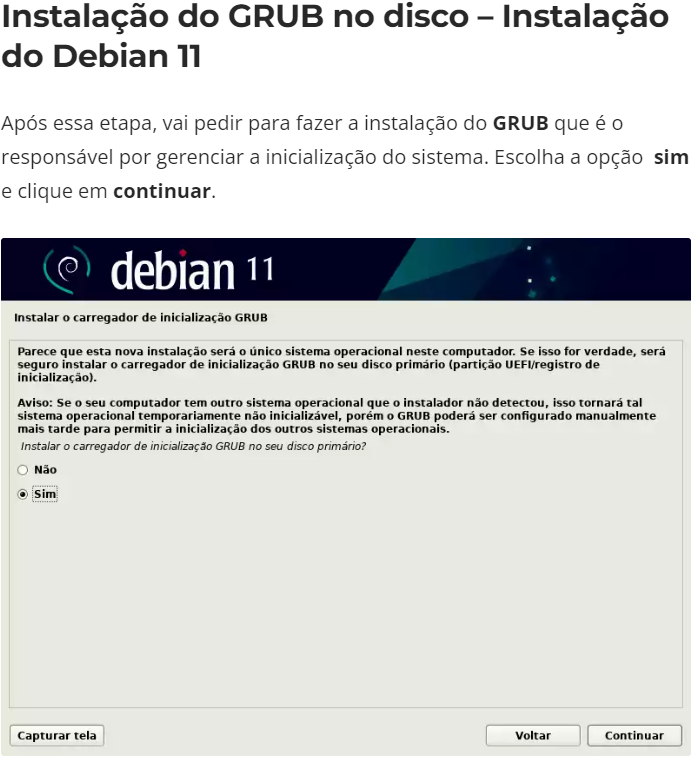 Instalação do GRUB no disco – Instalação
do Debian 11
Após essa etapa, vai pedir para fazer a instalação do GRUB que é o
responsável por gerenciar a inicialização do sistema. Escolha a opção sim
e clique em continuar.
debian 11
Instalar o carregador de inicialização GRUB
Parece que esta nova instalação será o único sistema operacional neste computador. Se isso for verdade, será
seguro instalar o carregador de inicialização GRUB no seu disco primário (partição UEFI/registro de
inicialização).
Aviso: Se o seu computador tem outro sistema operacional que o instalador não detectou, isso tornará tal
sistema operacional temporariamente não inicializável, porém o GRUB poderá ser configurado manualmente
mais tarde para permitir a inicialização dos outros sistemas operacionais.
Instalar o carregador de inicialização GRUB no seu disco primário?
Não
Sim
Capturar tela
Voltar
Continuar